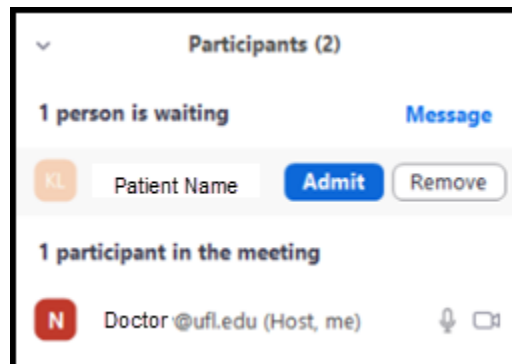 Participants (2)
1 person is waiting Message
KL Patient Name Admit Remove
1 participant in the meeting
N Doctor @ufl.edu (Host, me)